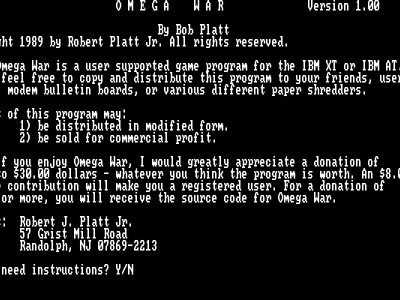 O M E G A   W A R   Version 1.00
By Bob Platt
ght 1989 by Robert Platt Jr. All rights reserved.
Omega War is a user supported game program for the IBM XT or IBM AT.
feel free to copy and distribute this program to your friends, user
modem bulletin boards, or various different paper shredders.
of this program may:
1) be distributed in modified form.
2) be sold for commercial profit.
f you enjoy Omega War, I would greatly appreciate a donation of
to $30.00 dollars - whatever you think the program is worth. An $8.0
contribution will make you a registered user. For a donation of
or more, you will receive the source code for Omega War.
: Robert J. Platt Jr.
57 Grist Mill Road
Randolph, NJ 07869-2213
need instructions? Y/N